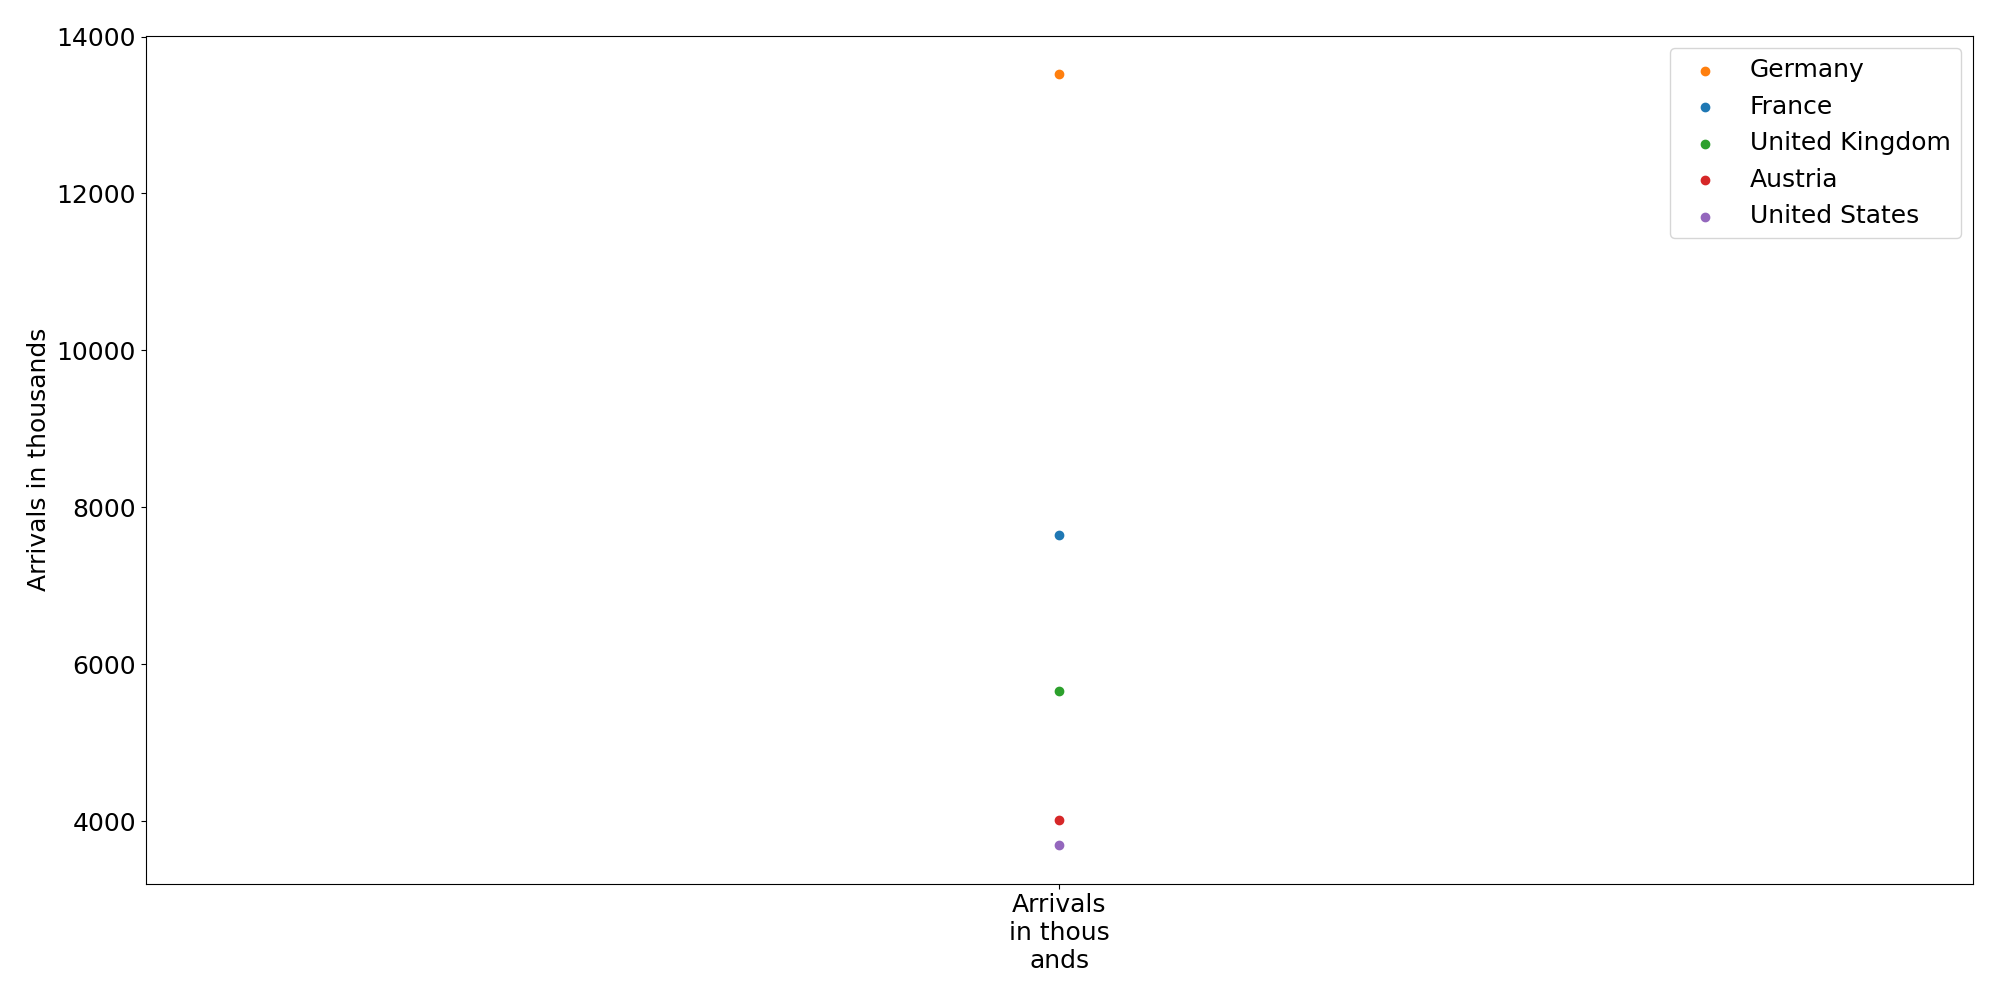 14000
12000
10000
8000
6000
4000
Arrivals in thousands
Germany
France
United Kingdom
Austria
United States
Arrivals
in thous
ands